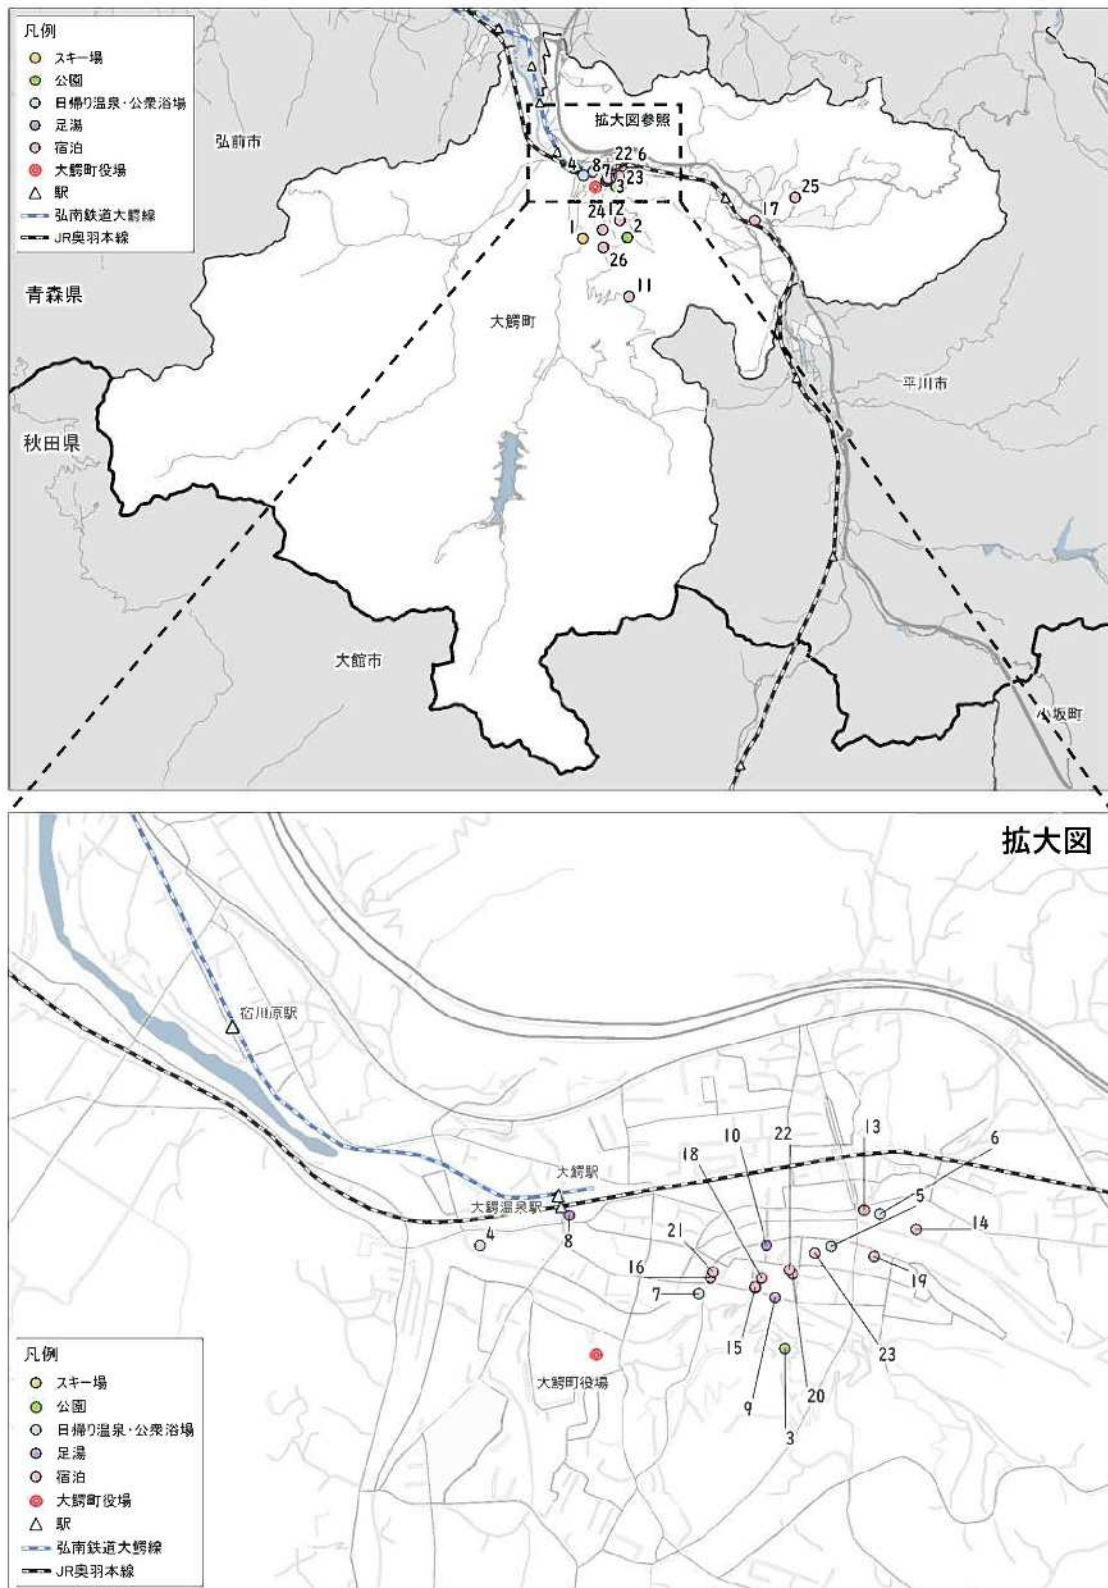 凡例
スキー場
公園
日帰り温泉・公衆浴場
足湯
宿泊
大鰐町役場
駅
弘南鉄道大鰐線
JR奥羽本線
弘前市
拡大図参照
4
8
7
22
6
23
3
25
17
24
12
1
2
26
11
青森県
大鰐町
平川市
秋田県
大館市
小坂町
拡大図
宿川原駅
大鰐駅
大鰐温泉駅
10
22
13
6
18
5
14
4
8
21
16
7
19
15
23
大鰐町役場
9
20
3
凡例
スキー場
公園
日帰り温泉・公衆浴場
足湯
宿泊
大鰐町役場
駅
弘南鉄道大鰐線
JR奥羽本線